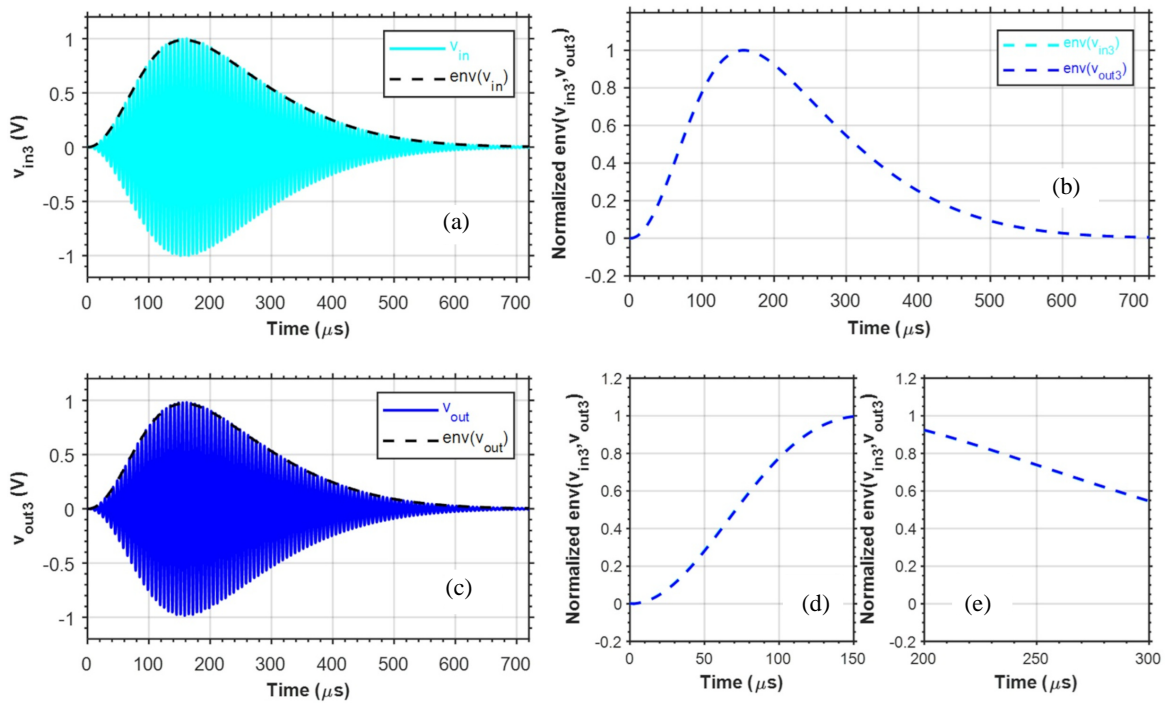 v_in3 (V)
1
0.5
0
-0.5
-1
v_in
env(v_in)
(a)
0 100 200 300 400 500 600 700
Time (μs)
Normalized env(v_in3,v_out3)
1.2
1
0.8
0.6
0.4
0.2
0
-0.2
env(v_in3)
env(v_out3)
(b)
0 100 200 300 400 500 600 700
Time (μs)
v_out3 (V)
1
0.5
0
-0.5
-1
v_out
env(v_out)
(c)
0 100 200 300 400 500 600 700
Time (μs)
Normalized env(v_in3,v_out3)
1.2
1
0.8
0.6
0.4
0.2
0
-0.2
(d)
0 50 100 150
Time (μs)
Normalized env(v_in3,v_out3)
1.2
1
0.8
0.6
0.4
0.2
0
-0.2
(e)
200 250 300
Time (μs)